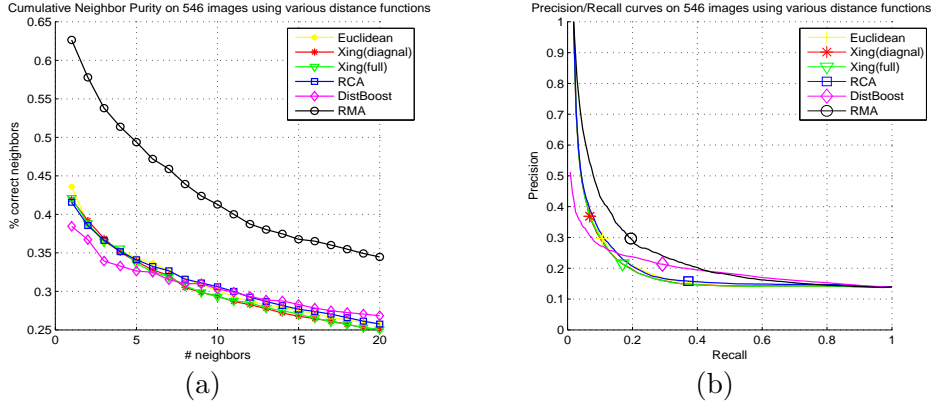 Cumulative Neighbor Purity on 546 images using various distance functions
0.65
0.6
0.55
0.5
0.45
0.4
0.35
0.3
0.25
% correct neighbors
0
5
10
15
20
# neighbors
Euclidean
Xing(diagnal)
Xing(full)
RCA
DistBoost
RMA
(a)
Precision/Recall curves on 546 images using various distance functions
1
0.9
0.8
0.7
0.6
0.5
0.4
0.3
0.2
0.1
0
Precision
0
0.2
0.4
0.6
0.8
1
Recall
Euclidean
Xing(diagnal)
Xing(full)
RCA
DistBoost
RMA
(b)